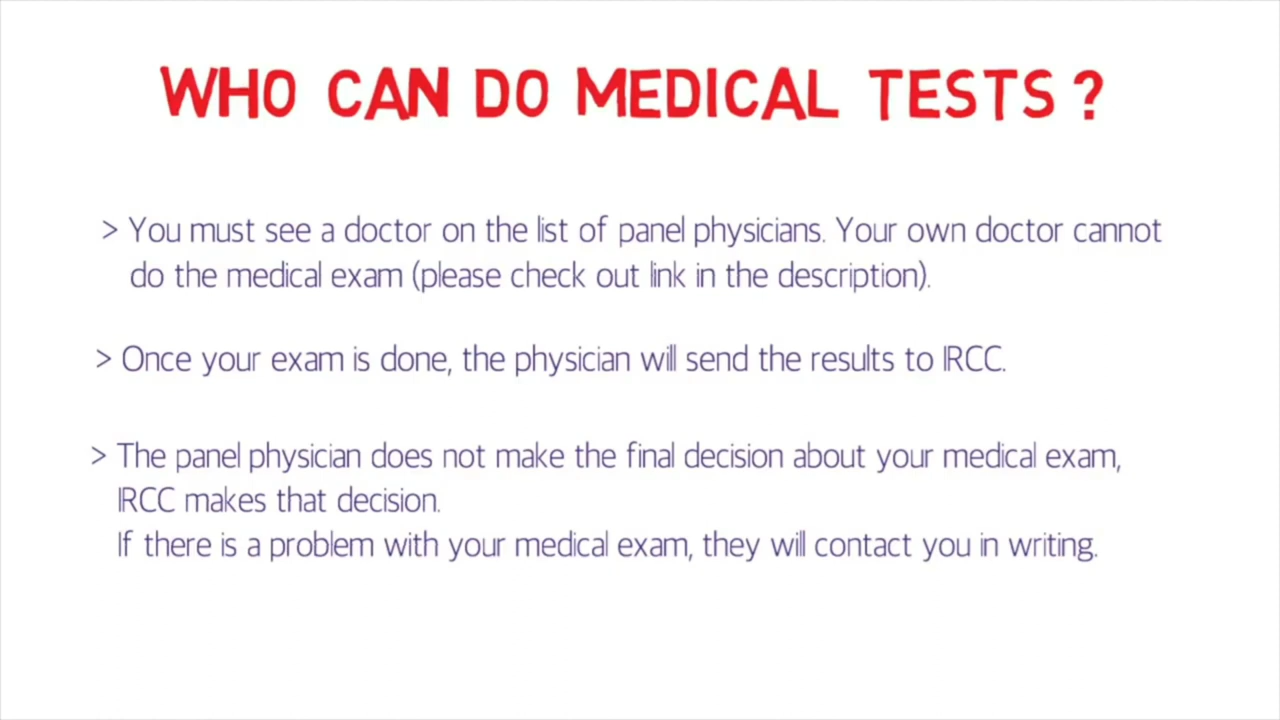 WHO CAN DO MEDICAL TESTS ?
> You must see a doctor on the list of panel physicians. Your own doctor cannot
do the medical exam (please check out link in the description).
> Once your exam is done, the physician will send the results to IRCC.
> The panel physician does not make the final decision about your medical exam,
IRCC makes that decision.
If there is a problem with your medical exam, they will contact you in writing.